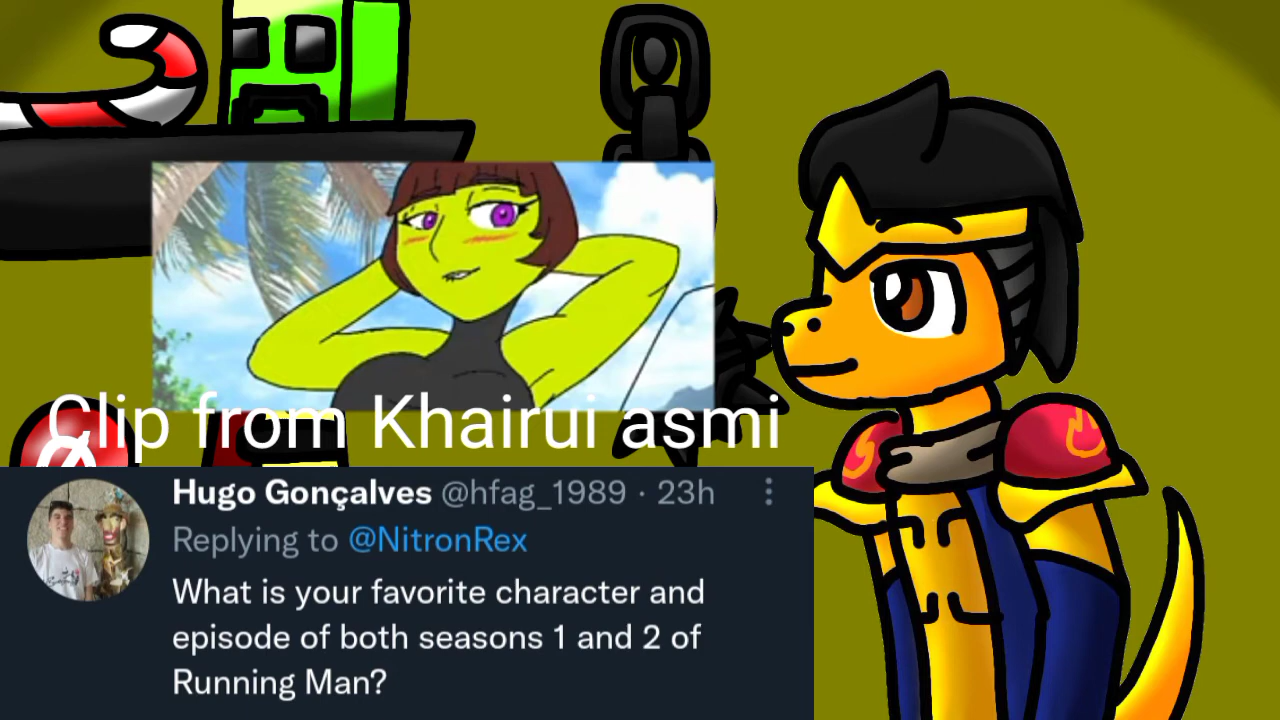 Clip from Khairui asmi
Hugo Gonçalves @hfag_1989 · 23h
Replying to @NitronRex
What is your favorite character and
episode of both seasons 1 and 2 of
Running Man?